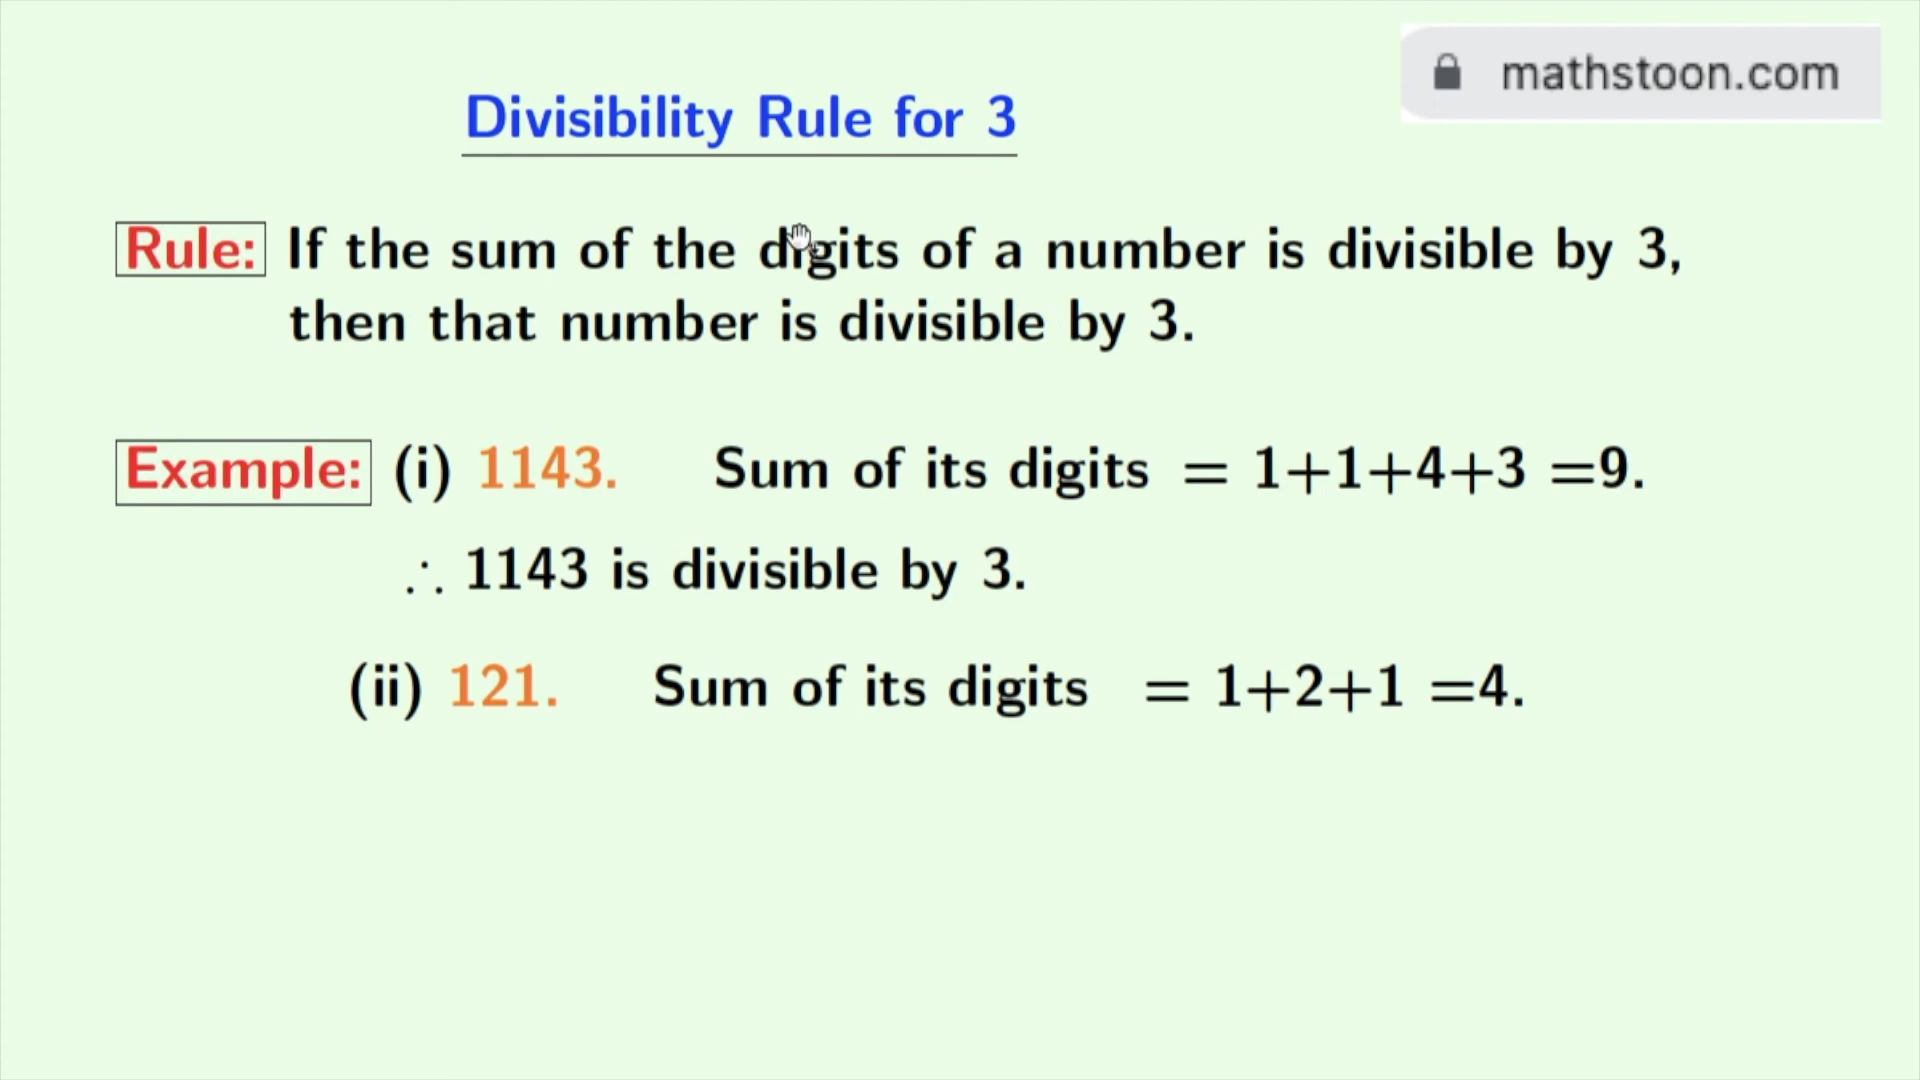 mathstoon.com
Divisibility Rule for 3
Rule: If the sum of the digits of a number is divisible by 3,
then that number is divisible by 3.
Example: (i) 1143. Sum of its digits = 1+1+4+3 =9.
∴ 1143 is divisible by 3.
(ii) 121. Sum of its digits = 1+2+1 =4.